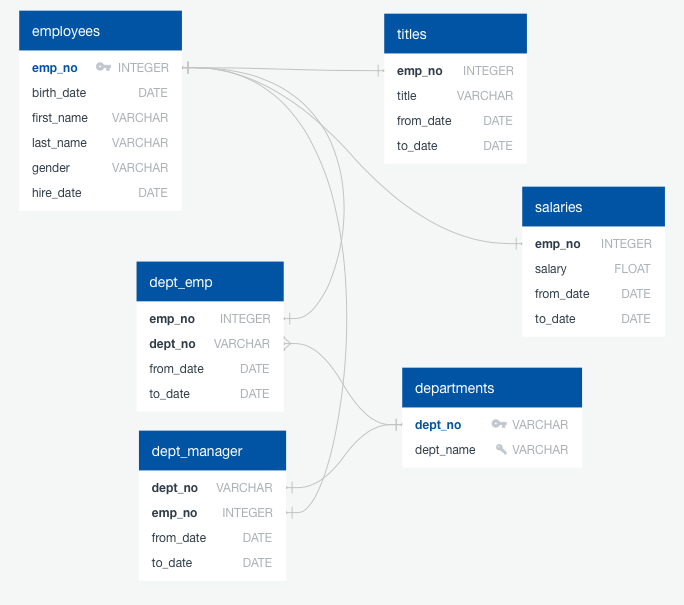 employees
emp_no INTEGER
birth_date DATE
first_name VARCHAR
last_name VARCHAR
gender VARCHAR
hire_date DATE
titles
emp_no INTEGER
title VARCHAR
from_date DATE
to_date DATE
salaries
emp_no INTEGER
salary FLOAT
from_date DATE
to_date DATE
dept_emp
emp_no INTEGER
dept_no VARCHAR
from_date DATE
to_date DATE
departments
dept_no VARCHAR
dept_name VARCHAR
dept_manager
dept_no VARCHAR
emp_no INTEGER
from_date DATE
to_date DATE